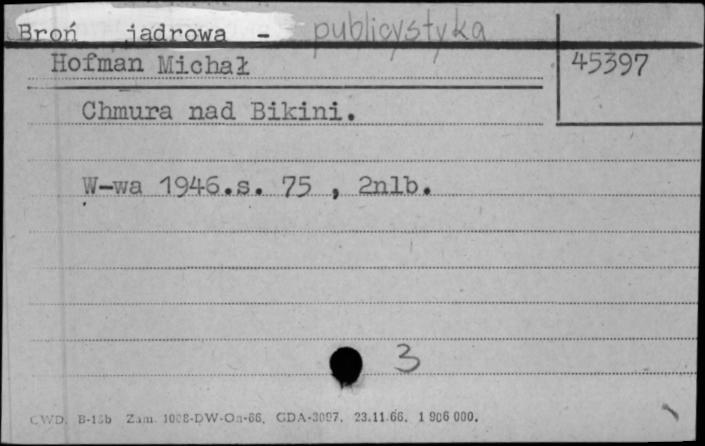 Broń jadrowa - publicystyka
Hofman Michał
45397
Chmura nad Bikini.
W-wa 1946.s. 75 , 2nlb.
3
CWD. B-15b Zam. 1008-DW-On-66. GDA-3097. 23.11.66. 1 906 000.